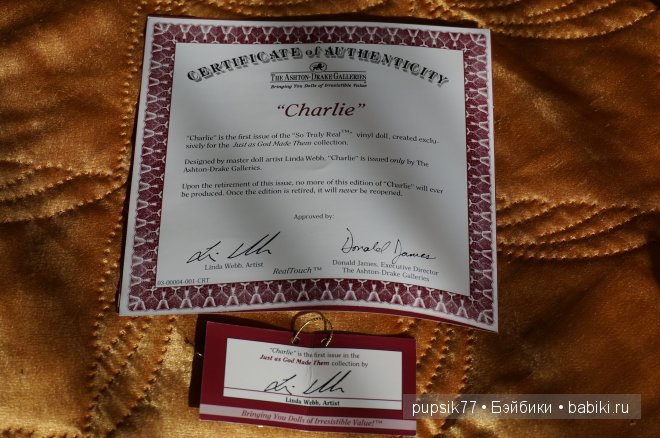 CERTIFICATE of AUTHENTICITY
THE ASHTON-DRAKE GALLERIES
Bringing You Dolls of Irresistible Value
“Charlie”
“Charlie” is the first issue of the “So Truly Real™” vinyl doll, created exclu-
sively for the Just as God Made Them collection.
Designed by master doll artist Linda Webb, “Charlie” is issued only by The
Ashton-Drake Galleries.
Upon the retirement of this issue, no more of this edition of “Charlie” will ever
be produced. Once the edition is retired, it will never be reopened.
Approved by:
Donald James
Linda Webb, Artist
RealTouch™
Donald James, Executive Director
The Ashton-Drake Galleries
03-00004-001-CRT
“Charlie” is the first issue in the
Just as God Made Them collection by
Linda Webb, Artist
Bringing You Dolls of Irresistible Value!™
pupsik77 • Бэйбики • babiki.ru